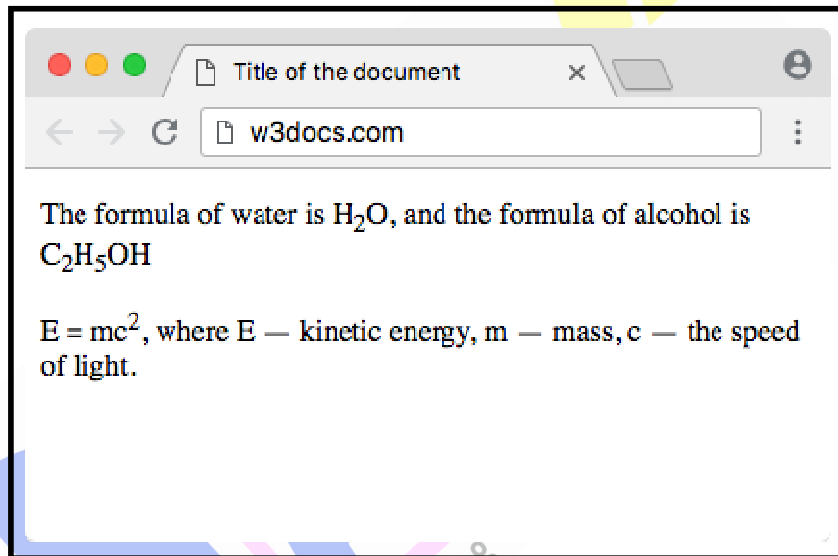 Title of the document
w3docs.com
The formula of water is H₂O, and the formula of alcohol is
C₂H₅OH
E = mc², where E — kinetic energy, m — mass, c — the speed
of light.